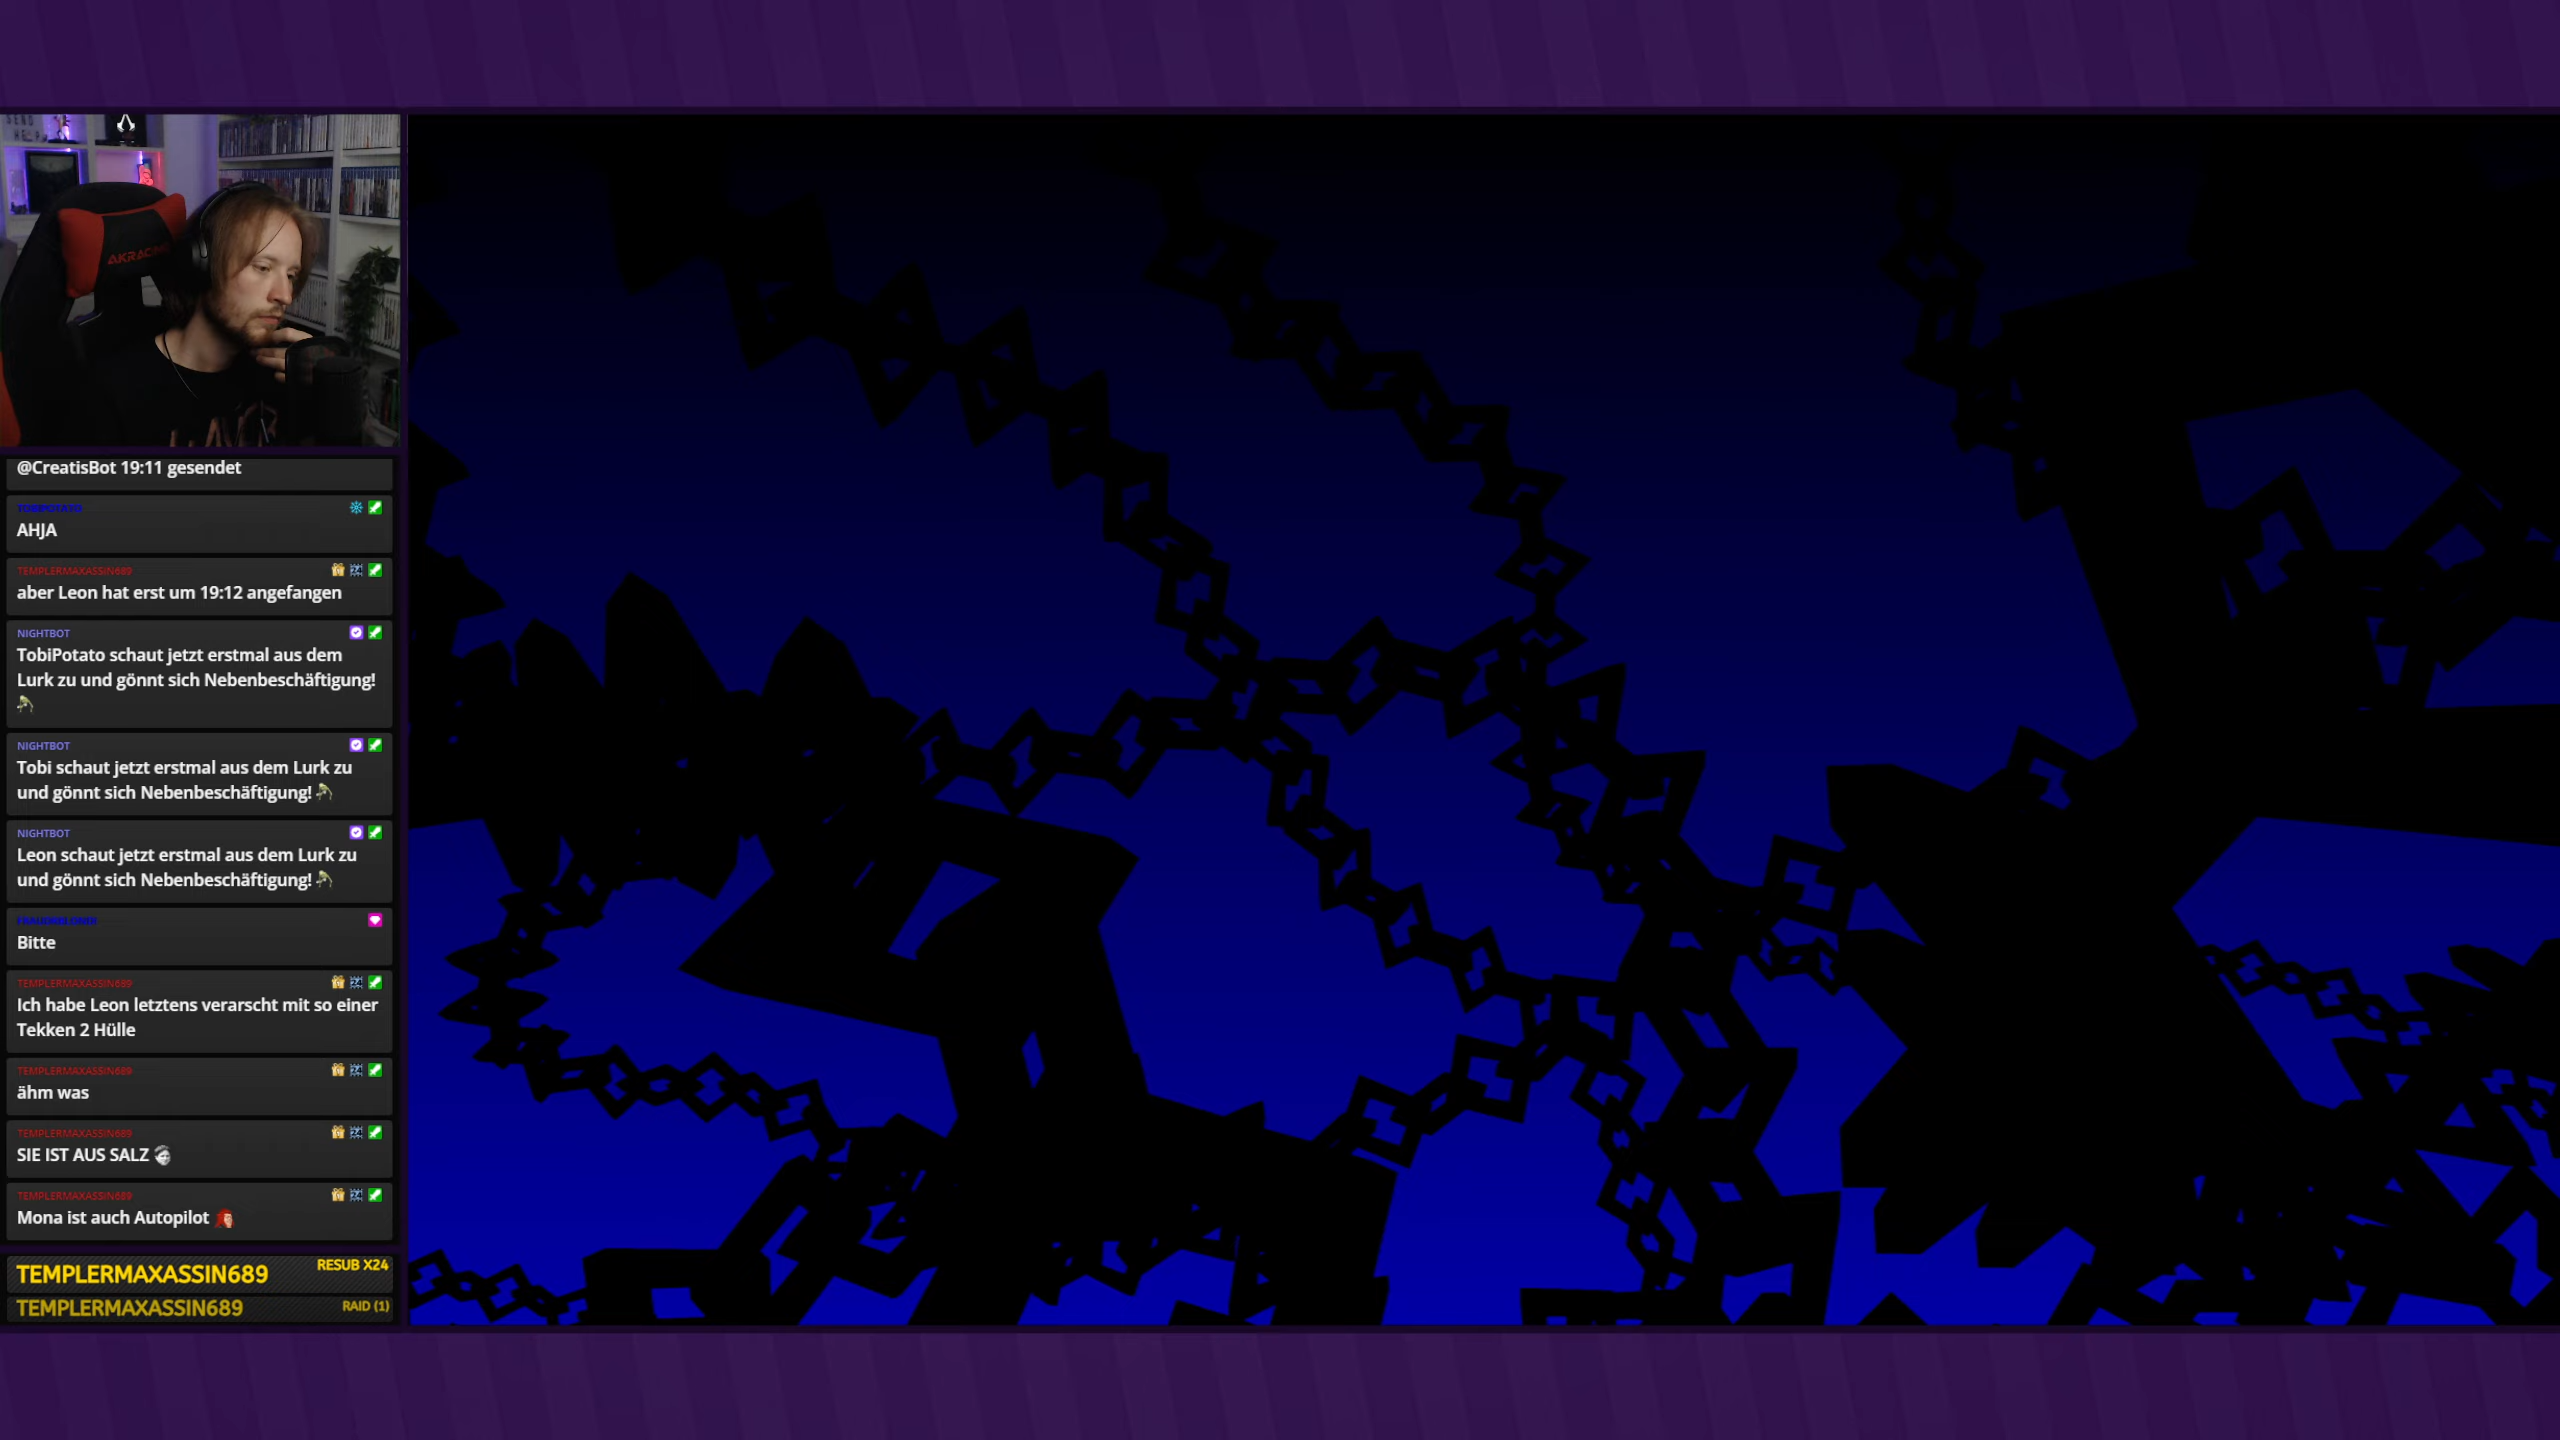 SEND
HELP
AKRACING
@CreatisBot 19:11 gesendet
TOBIPOTATO
AHJA
TEMPLERMAXASSIN689
aber Leon hat erst um 19:12 angefangen
NIGHTBOT
TobiPotato schaut jetzt erstmal aus dem
Lurk zu und gönnt sich Nebenbeschäftigung!
NIGHTBOT
Tobi schaut jetzt erstmal aus dem Lurk zu
und gönnt sich Nebenbeschäftigung!
NIGHTBOT
Leon schaut jetzt erstmal aus dem Lurk zu
und gönnt sich Nebenbeschäftigung!
Bitte
TEMPLERMAXASSIN689
Ich habe Leon letztens verarscht mit so einer
Tekken 2 Hülle
TEMPLERMAXASSIN689
ähm was
TEMPLERMAXASSIN689
SIE IST AUS SALZ
TEMPLERMAXASSIN689
Mona ist auch Autopilot
TEMPLERMAXASSIN689 RESUB X24
TEMPLERMAXASSIN689 RAID (1)